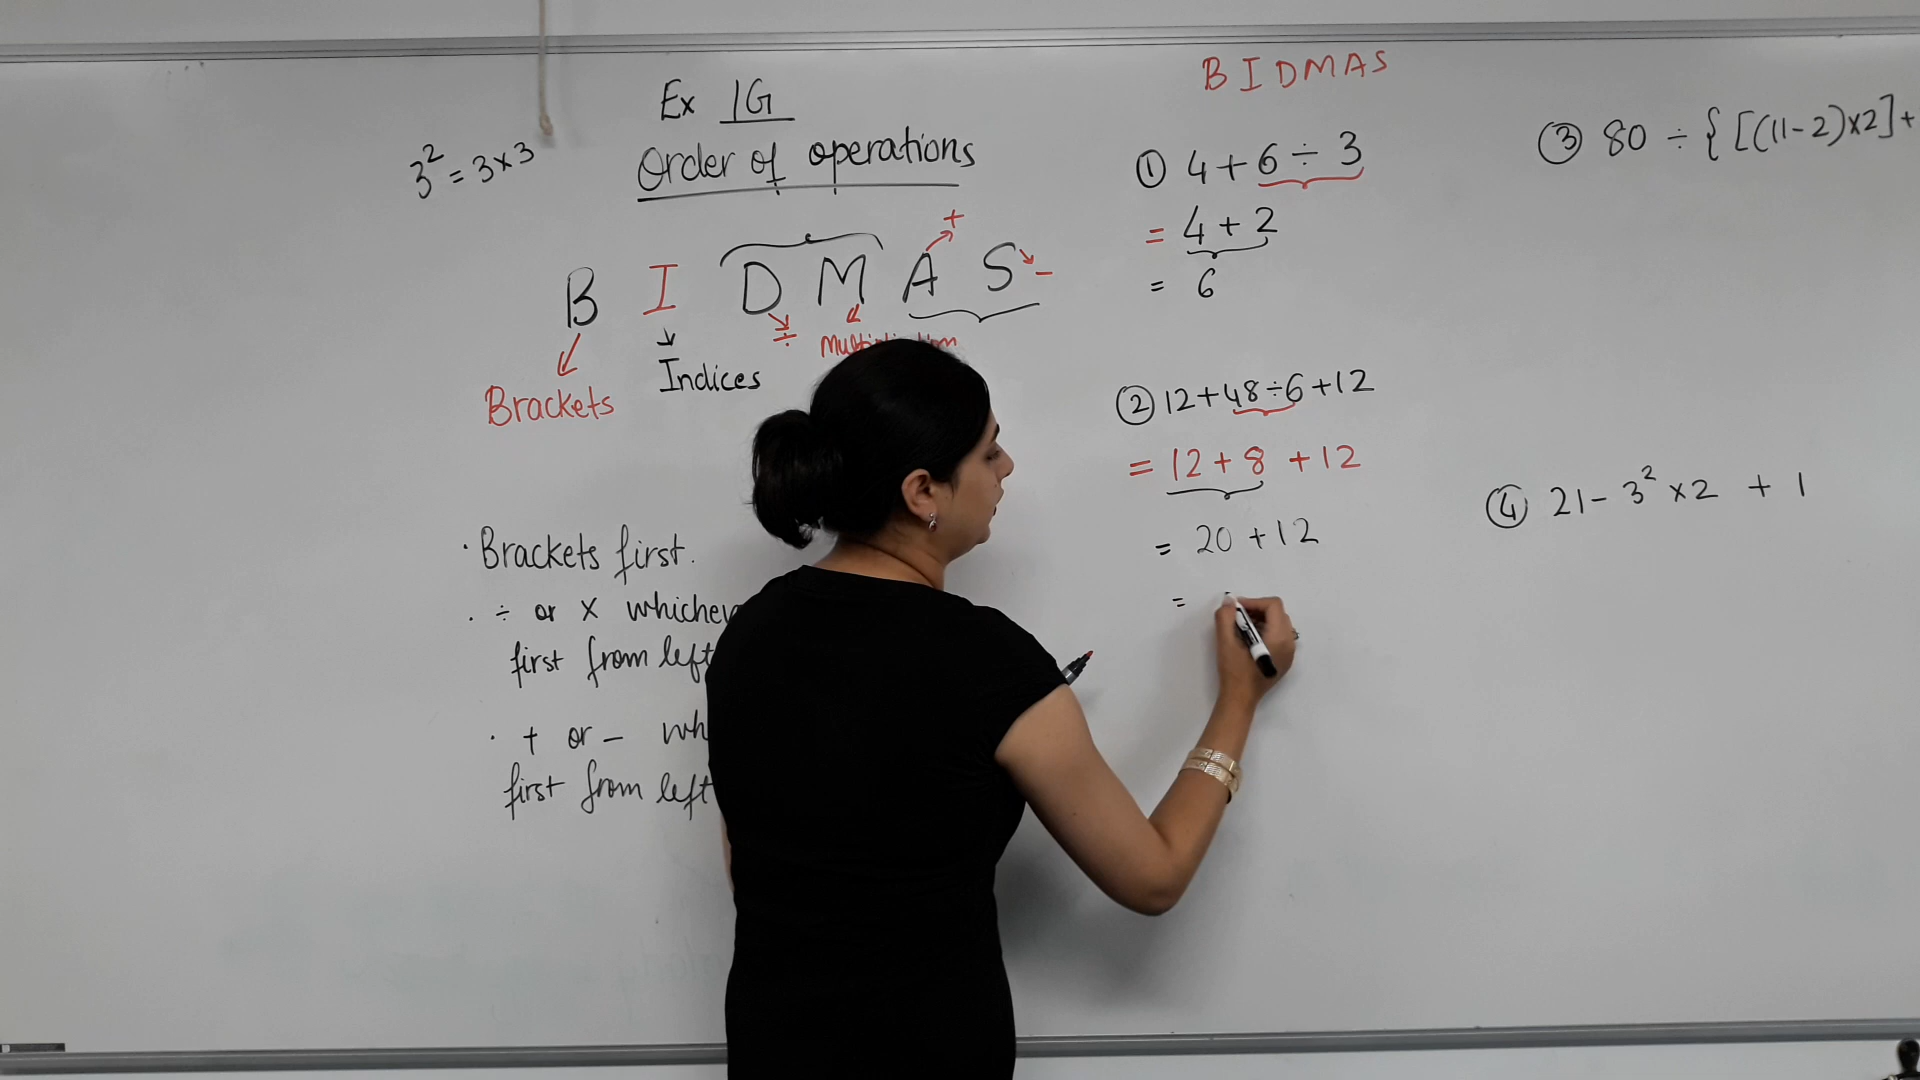 Ex 1G
Order of operations
3² = 3×3
B I D M A S
+
-
÷
Brackets
Indices
· Brackets first.
· ÷ or x
first from left
· + or -
first from left
BIDMAS
① 4 + 6 ÷ 3
= 4 + 2
= 6
② 12+48÷6+12
= 12 + 8 + 12
= 20 + 12
=
③ 80 ÷ { [(11-2)×2] +
④ 21 - 3² ×2 + 1